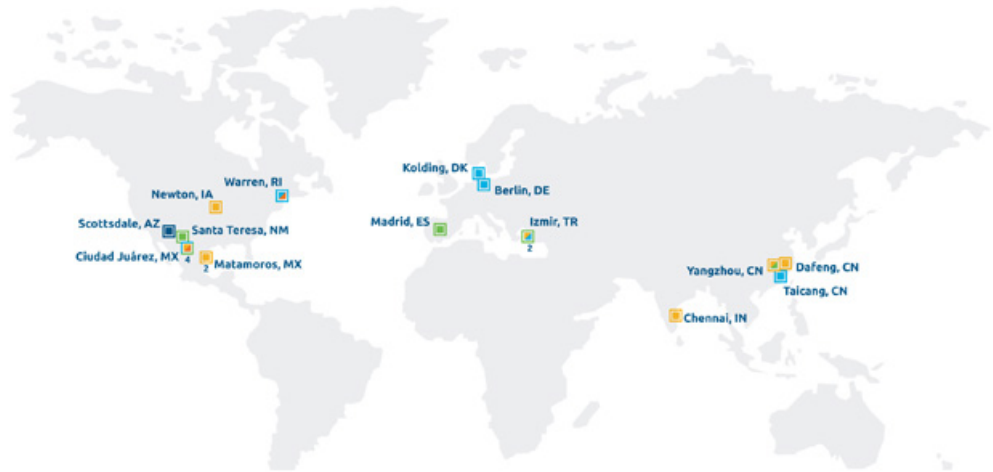 Kolding, DK
Warren, RI
Berlin, DE
Newton, IA
Scottsdale, AZ
Santa Teresa, NM
Madrid, ES
Izmir, TR
2
Ciudad Juárez, MX
4
2
Matamoros, MX
Yangzhou, CN
Dafeng, CN
Taicang, CN
Chennai, IN